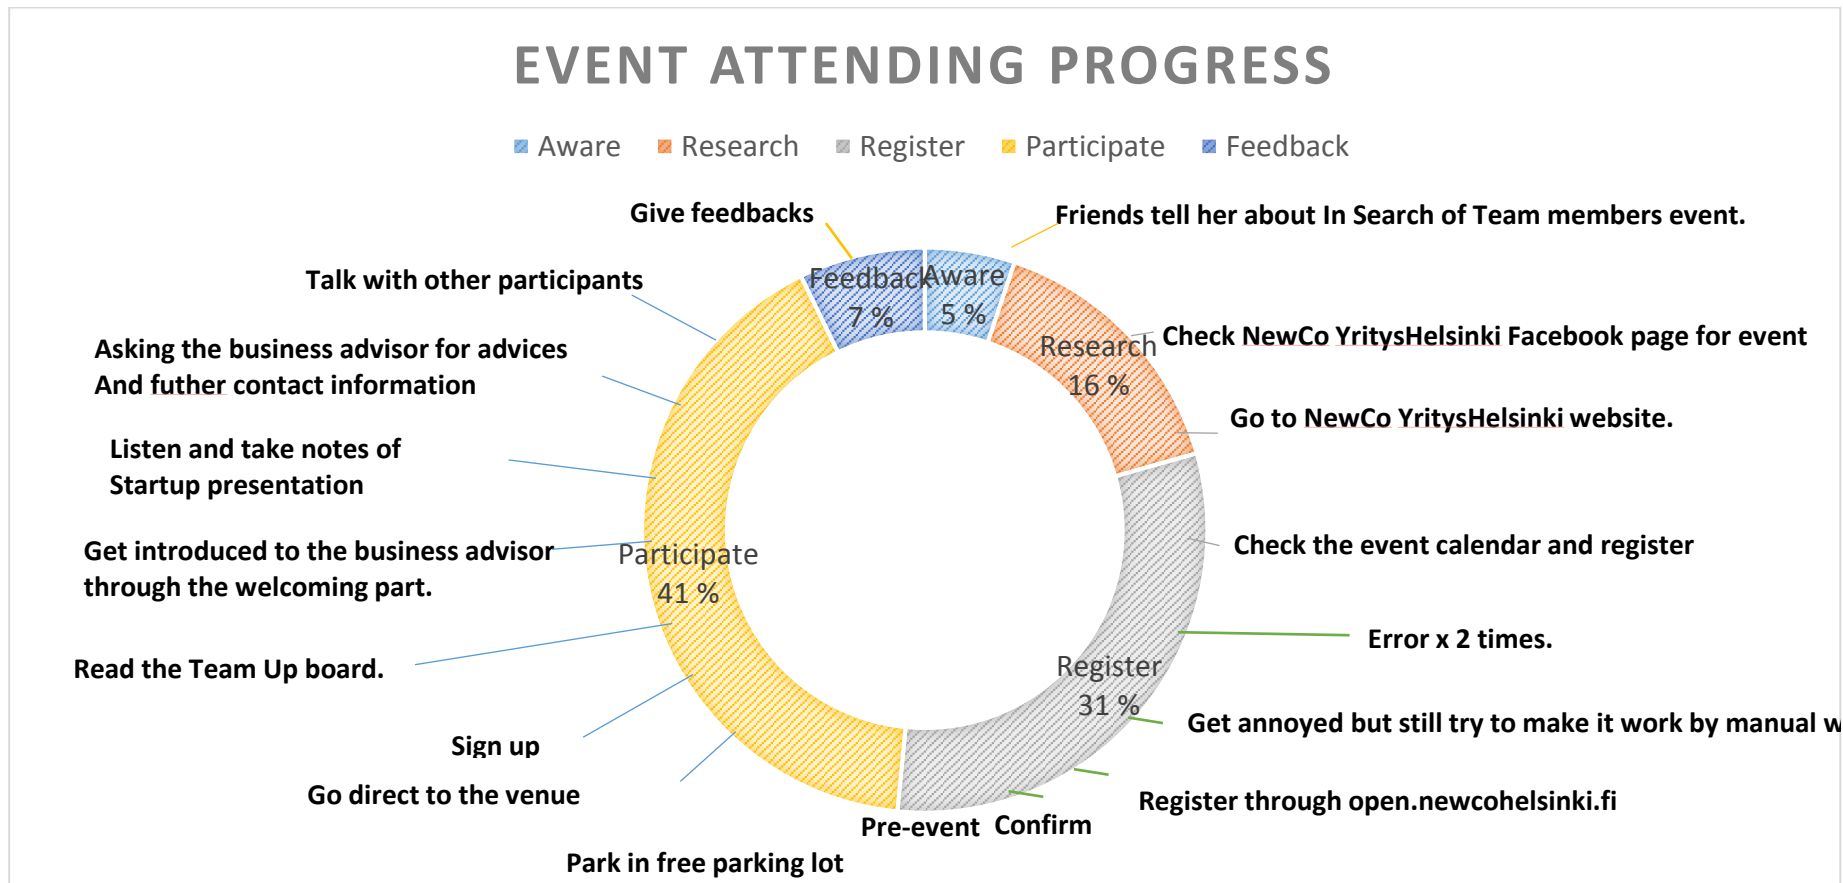 EVENT ATTENDING PROGRESS
Aware Research Register Participate Feedback
Give feedbacks
Friends tell her about In Search of Team members event.
Talk with other participants
Feedback
7 %
Aware
5 %
Check NewCo YritysHelsinki Facebook page for event
Research
16 %
Asking the business advisor for advices
And futher contact information
Go to NewCo YritysHelsinki website.
Listen and take notes of
Startup presentation
Check the event calendar and register
Get introduced to the business advisor
through the welcoming part.
Participate
41 %
Error x 2 times.
Read the Team Up board.
Register
31 %
Get annoyed but still try to make it work by manual w
Sign up
Go direct to the venue
Register through open.newcohelsinki.fi
Pre-event
Confirm
Park in free parking lot